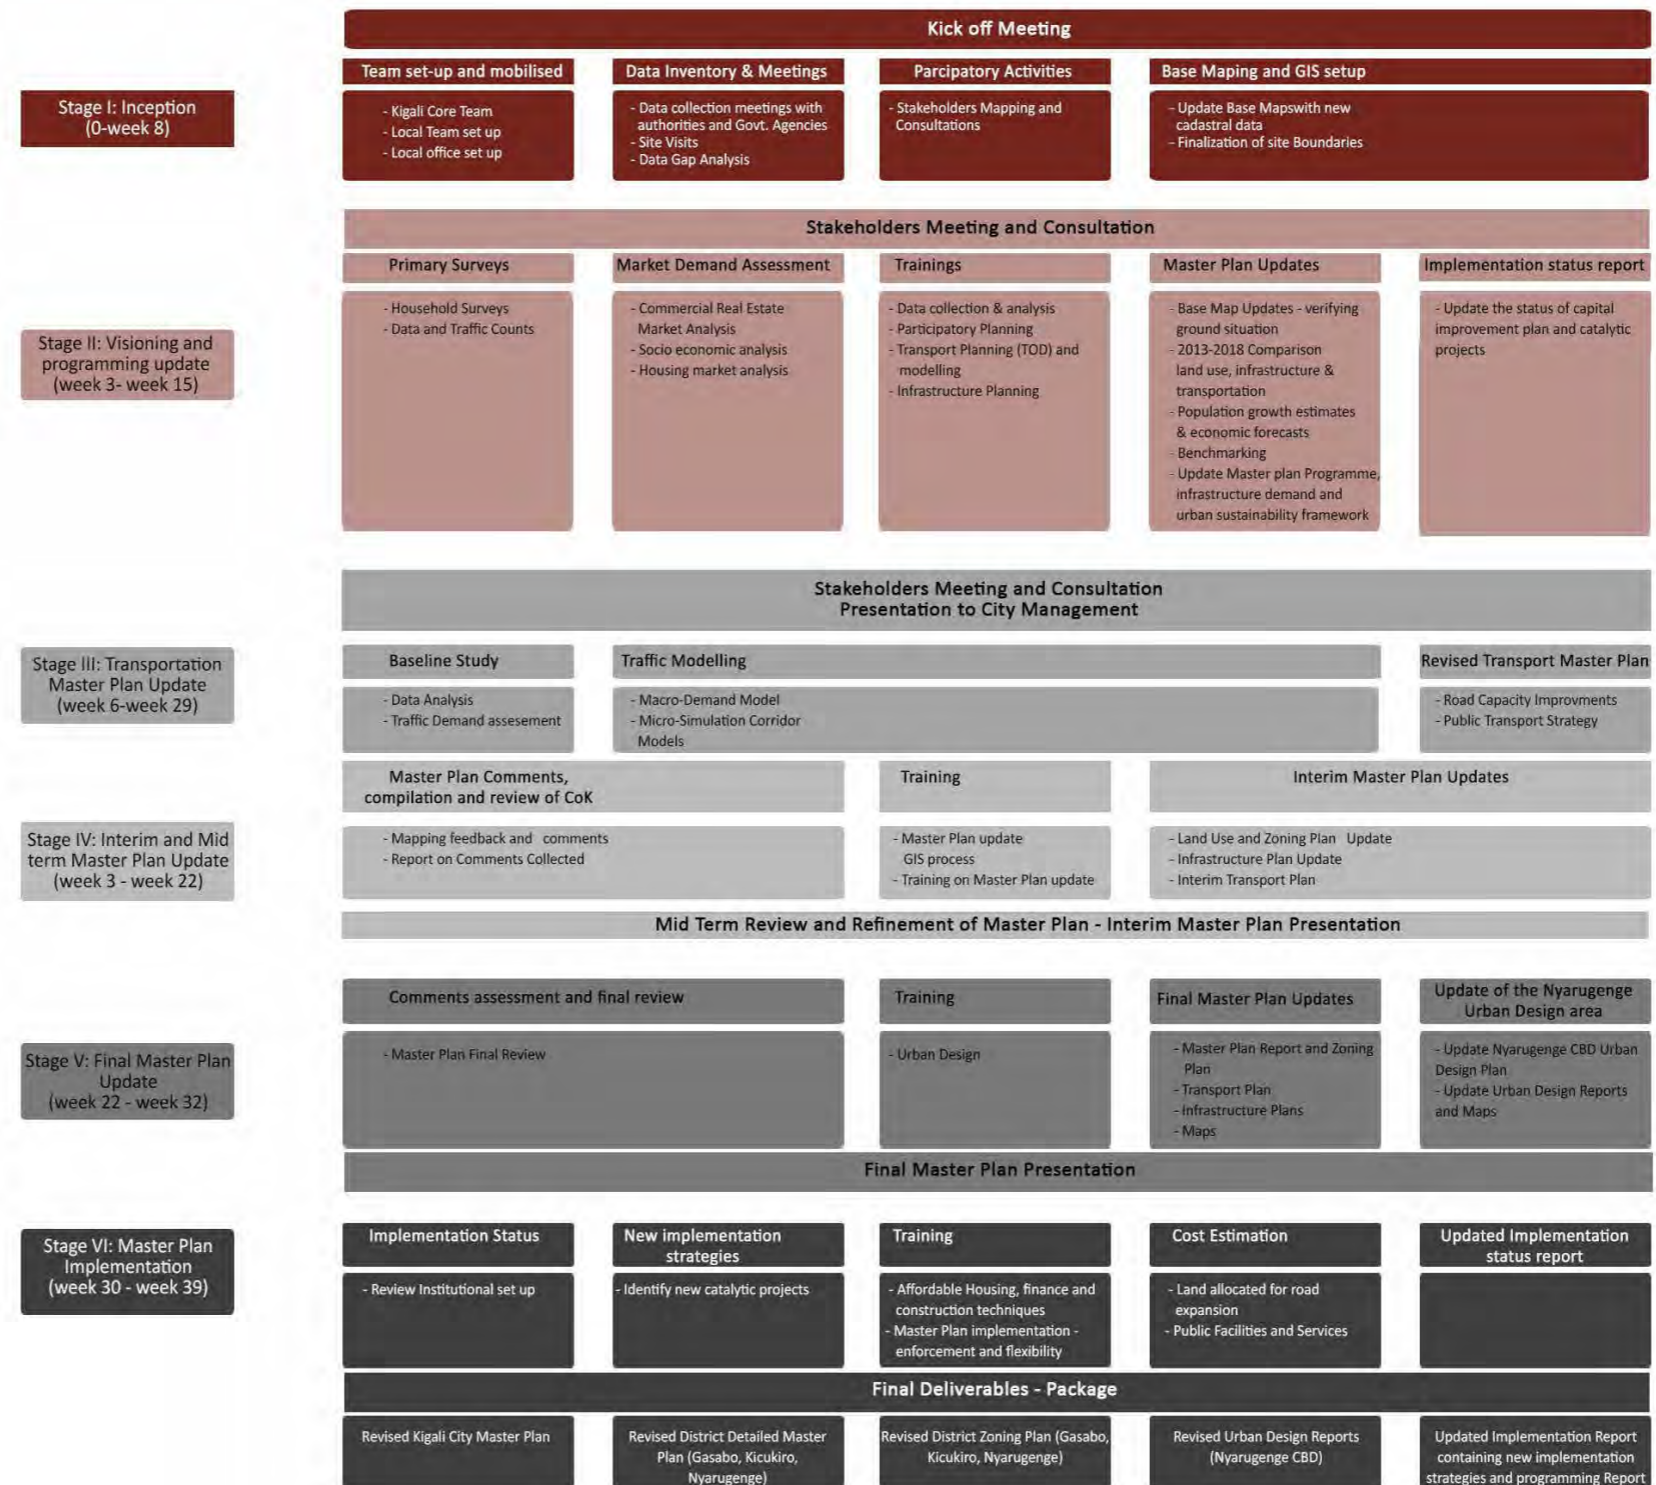 Kick off Meeting
Stage I: Inception
(0-week 8)
Team set-up and mobilised
- Kigali Core Team
- Local Team set up
- Local office set up
Data Inventory & Meetings
- Data collection meetings with
authorities and Govt. Agencies
- Site Visits
- Data Gap Analysis
Parcipatory Activities
- Stakeholders Mapping and
Consultations
Base Maping and GIS setup
- Update Base Mapswith new
cadastral data
- Finalization of site Boundaries
Stakeholders Meeting and Consultation
Stage II: Visioning and
programming update
(week 3- week 15)
Primary Surveys
- Household Surveys
- Data and Traffic Counts
Market Demand Assessment
- Commercial Real Estate
Market Analysis
- Socio economic analysis
- Housing market analysis
Trainings
- Data collection & analysis
- Participatory Planning
- Transport Planning (TOD) and
modelling
- Infrastructure Planning
Master Plan Updates
- Base Map Updates - verifying
ground situation
- 2013-2018 Comparison
land use, infrastructure &
transportation
- Population growth estimates
& economic forecasts
- Benchmarking
- Update Master plan Programme,
infrastructure demand and
urban sustainability framework
Implementation status report
- Update the status of capital
improvement plan and catalytic
projects
Stakeholders Meeting and Consultation
Presentation to City Management
Stage III: Transportation
Master Plan Update
(week 6-week 29)
Baseline Study
- Data Analysis
- Traffic Demand assesement
Traffic Modelling
- Macro-Demand Model
- Micro-Simulation Corridor
Models
Revised Transport Master Plan
- Road Capacity Improvments
- Public Transport Strategy
Stage IV: Interim and Mid
term Master Plan Update
(week 3 - week 22)
Master Plan Comments,
compilation and review of CoK
- Mapping feedback and comments
- Report on Comments Collected
Training
- Master Plan update
GIS process
- Training on Master Plan update
Interim Master Plan Updates
- Land Use and Zoning Plan Update
- Infrastructure Plan Update
- Interim Transport Plan
Mid Term Review and Refinement of Master Plan - Interim Master Plan Presentation
Stage V: Final Master Plan
Update
(week 22 - week 32)
Comments assessment and final review
- Master Plan Final Review
Training
- Urban Design
Final Master Plan Updates
- Master Plan Report and Zoning
Plan
- Transport Plan
- Infrastructure Plans
- Maps
Update of the Nyarugenge
Urban Design area
- Update Nyarugenge CBD Urban
Design Plan
- Update Urban Design Reports
and Maps
Final Master Plan Presentation
Stage VI: Master Plan
Implementation
(week 30 - week 39)
Implementation Status
- Review Institutional set up
New implementation
strategies
- Identify new catalytic projects
Training
- Affordable Housing, finance and
construction techniques
- Master Plan implementation -
enforcement and flexibility
Cost Estimation
- Land allocated for road
expansion
- Public Facilities and Services
Updated Implementation
status report
Final Deliverables - Package
Revised Kigali City Master Plan
Revised District Detailed Master
Plan (Gasabo, Kicukiro,
Nyarugenge)
Revised District Zoning Plan (Gasabo,
Kicukiro, Nyarugenge)
Revised Urban Design Reports
(Nyarugenge CBD)
Updated Implementation Report
containing new implementation
strategies and programming Report